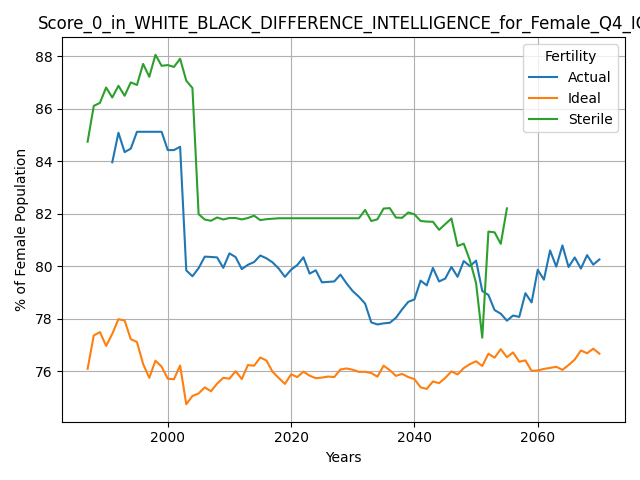 Score_0_in_WHITE_BLACK_DIFFERENCE_INTELLIGENCE_for_Female_Q4_IQ
Fertility
Actual
Ideal
Sterile
% of Female Population
88
86
84
82
80
78
76
2000
2020
2040
2060
Years